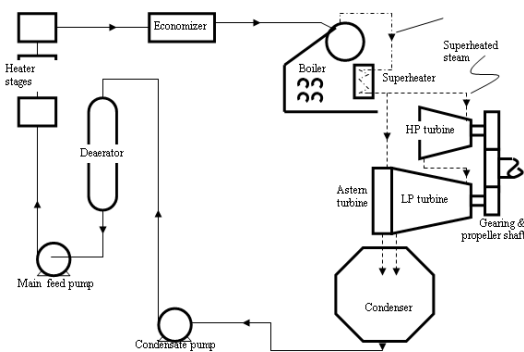 Economizer
Superheated
steam
Heater
stages
Boiler
Superheater
HP turbine
Deaerator
Astern
turbine
LP turbine
Gearing &
propeller shaft
Main feed pump
Condenser
Condensate pump